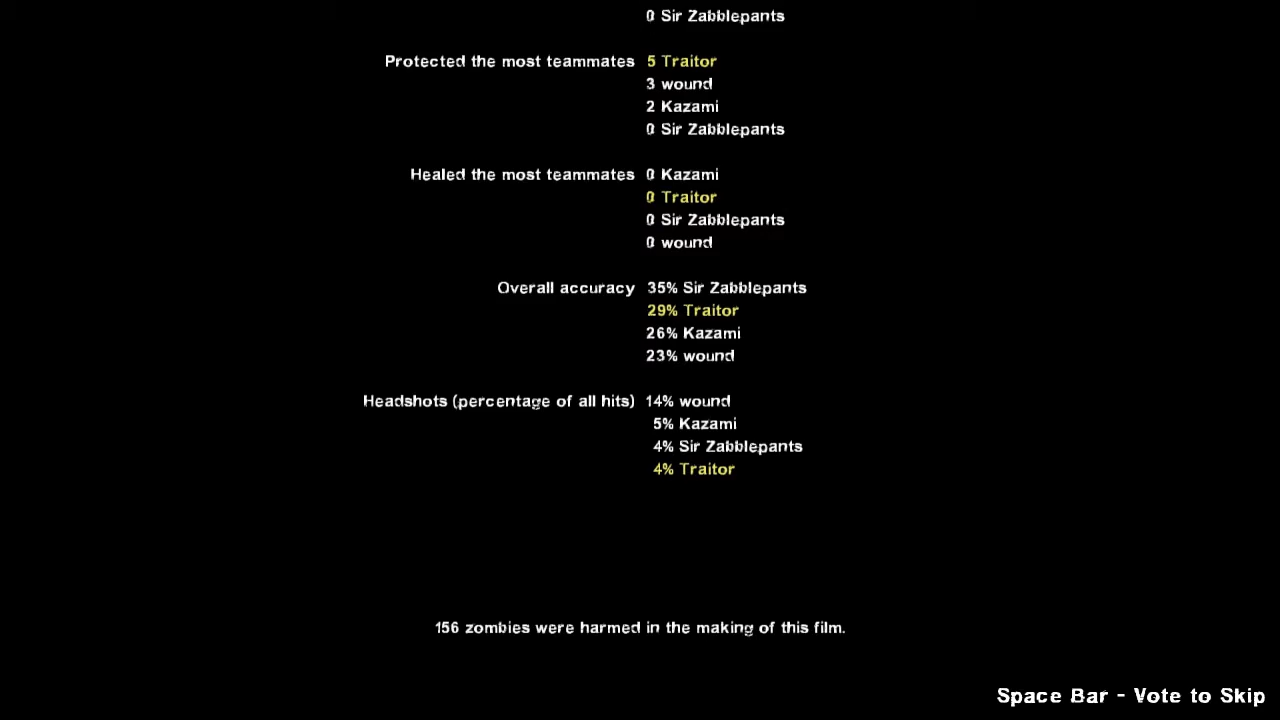 0 Sir Zabblepants
Protected the most teammates 5 Traitor
3 wound
2 Kazami
0 Sir Zabblepants
Healed the most teammates 0 Kazami
0 Traitor
0 Sir Zabblepants
0 wound
Overall accuracy 35% Sir Zabblepants
29% Traitor
26% Kazami
23% wound
Headshots (percentage of all hits) 14% wound
5% Kazami
4% Sir Zabblepants
4% Traitor
156 zombies were harmed in the making of this film.
Space Bar - Vote to Skip